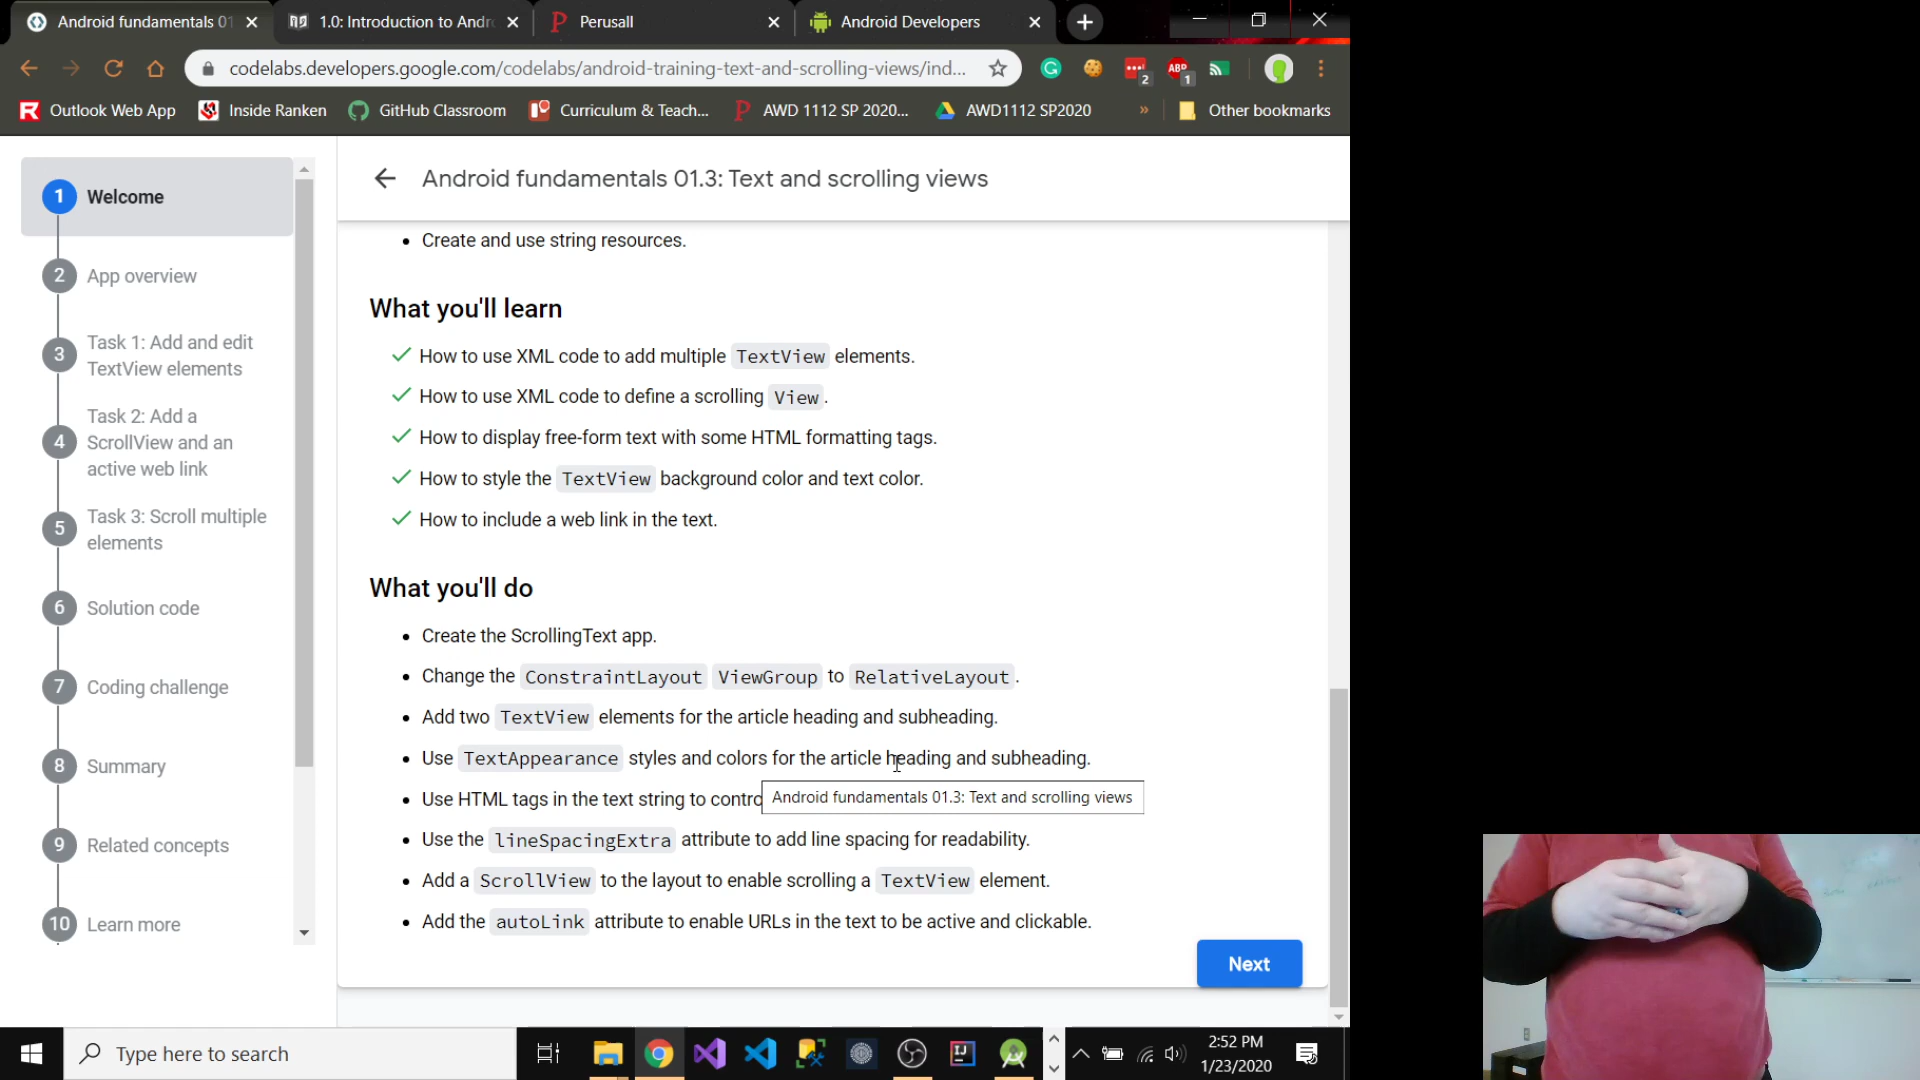 Android fundamentals 01
1.0: Introduction to Andr
Perusall
Android Developers
codelabs.developers.google.com/codelabs/android-training-text-and-scrolling-views/ind...
2
ABP
1
Outlook Web App
Inside Ranken
GitHub Classroom
Curriculum & Teach...
AWD 1112 SP 2020...
AWD1112 SP2020
»
Other bookmarks
1 Welcome
2 App overview
3 Task 1: Add and edit
TextView elements
4 Task 2: Add a
ScrollView and an
active web link
5 Task 3: Scroll multiple
elements
6 Solution code
7 Coding challenge
8 Summary
9 Related concepts
10 Learn more
Android fundamentals 01.3: Text and scrolling views
• Create and use string resources.
What you'll learn
How to use XML code to add multiple TextView elements.
How to use XML code to define a scrolling View.
How to display free-form text with some HTML formatting tags.
How to style the TextView background color and text color.
How to include a web link in the text.
What you'll do
• Create the ScrollingText app.
• Change the ConstraintLayout ViewGroup to RelativeLayout.
• Add two TextView elements for the article heading and subheading.
• Use TextAppearance styles and colors for the article heading and subheading.
• Use HTML tags in the text string to contro
Android fundamentals 01.3: Text and scrolling views
• Use the lineSpacingExtra attribute to add line spacing for readability.
• Add a ScrollView to the layout to enable scrolling a TextView element.
• Add the autoLink attribute to enable URLs in the text to be active and clickable.
Next
Type here to search
2:52 PM
1/23/2020